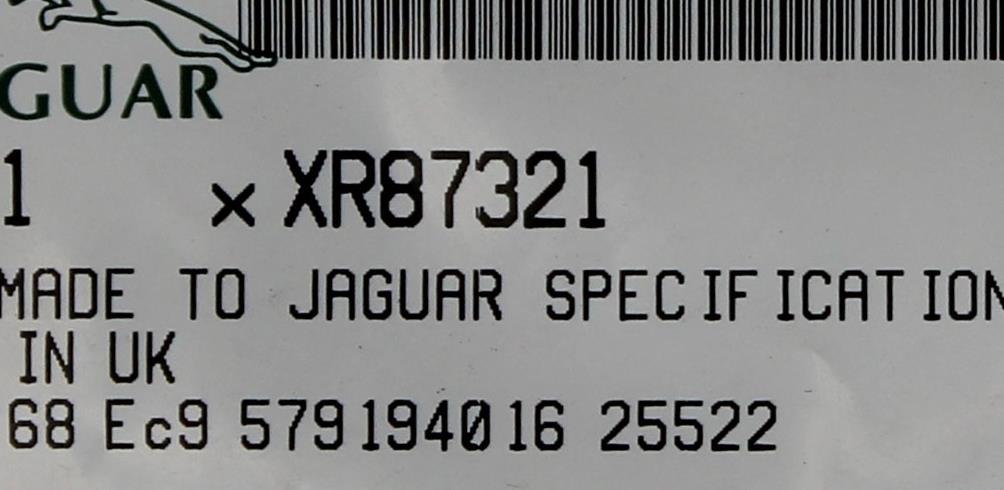 GUAR
1 x XR87321
MADE TO JAGUAR SPECIFICATION
IN UK
68 Ec9 579194016 25522